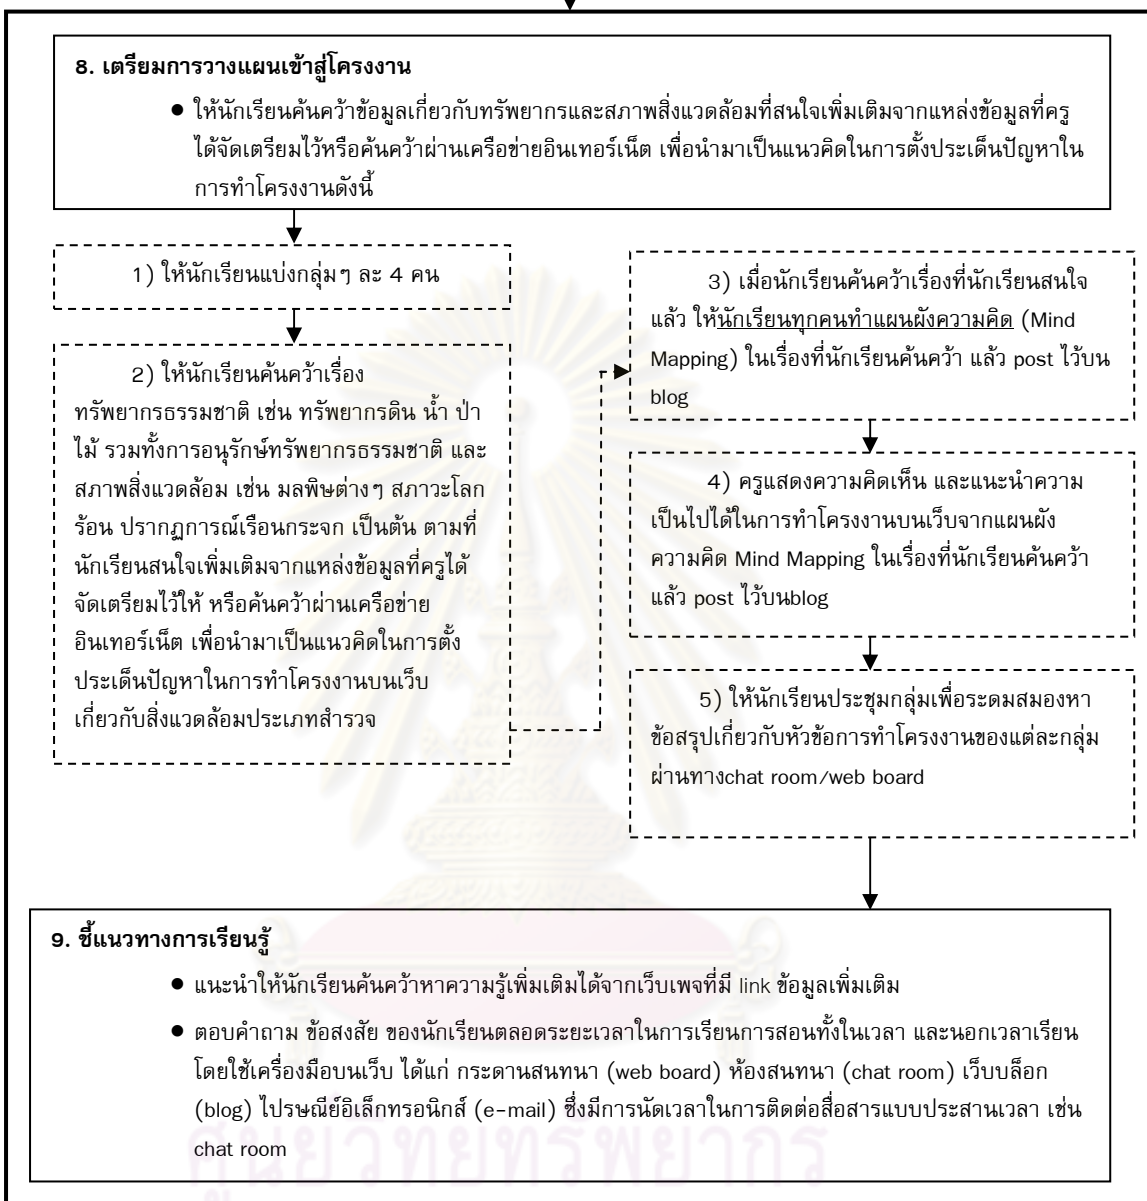 8. เตรียมการวางแผนเข้าสู่โครงงาน
● ให้นักเรียนค้นคว้าข้อมูลเกี่ยวกับทรัพยากรและสภาพสิ่งแวดล้อมที่สนใจเพิ่มเติมจากแหล่งข้อมูลที่ครู
ได้จัดเตรียมไว้หรือค้นคว้าผ่านเครือข่ายอินเทอร์เน็ต เพื่อนำมาเป็นแนวคิดในการตั้งประเด็นปัญหาใน
การทำโครงงานดังนี้
1) ให้นักเรียนแบ่งกลุ่มๆ ละ 4 คน
2) ให้นักเรียนค้นคว้าเรื่อง
ทรัพยากรธรรมชาติ เช่น ทรัพยากรดิน น้ำ ป่า
ไม้ รวมทั้งการอนุรักษ์ทรัพยากรธรรมชาติ และ
สภาพสิ่งแวดล้อม เช่น มลพิษต่างๆ สภาวะโลก
ร้อน ปรากฏการณ์เรือนกระจก เป็นต้น ตามที่
นักเรียนสนใจเพิ่มเติมจากแหล่งข้อมูลที่ครูได้
จัดเตรียมไว้ให้ หรือค้นคว้าผ่านเครือข่าย
อินเทอร์เน็ต เพื่อนำมาเป็นแนวคิดในการตั้ง
ประเด็นปัญหาในการทำโครงงานบนเว็บ
เกี่ยวกับสิ่งแวดล้อมประเภทสำรวจ
3) เมื่อนักเรียนค้นคว้าเรื่องที่นักเรียนสนใจ
แล้ว ให้นักเรียนทุกคนทำแผนผังความคิด (Mind
Mapping) ในเรื่องที่นักเรียนค้นคว้า แล้ว post ไว้บน
blog
4) ครูแสดงความคิดเห็น และแนะนำความ
เป็นไปได้ในการทำโครงงานบนเว็บจากแผนผัง
ความคิด Mind Mapping ในเรื่องที่นักเรียนค้นคว้า
แล้ว post ไว้บนblog
5) ให้นักเรียนประชุมกลุ่มเพื่อระดมสมองหา
ข้อสรุปเกี่ยวกับหัวข้อการทำโครงงานของแต่ละกลุ่ม
ผ่านทางchat room/web board
9. ชี้แนวทางการเรียนรู้
● แนะนำให้นักเรียนค้นคว้าหาความรู้เพิ่มเติมได้จากเว็บเพจที่มี link ข้อมูลเพิ่มเติม
● ตอบคำถาม ข้อสงสัย ของนักเรียนตลอดระยะเวลาในการเรียนการสอนทั้งในเวลา และนอกเวลาเรียน
โดยใช้เครื่องมือบนเว็บ ได้แก่ กระดานสนทนา (web board) ห้องสนทนา (chat room) เว็บบล็อก
(blog) ไปรษณีย์อิเล็กทรอนิกส์ (e-mail) ซึ่งมีการนัดเวลาในการติดต่อสื่อสารแบบประสานเวลา เช่น
chat room
ศูนย์วิทยทรัพยากร